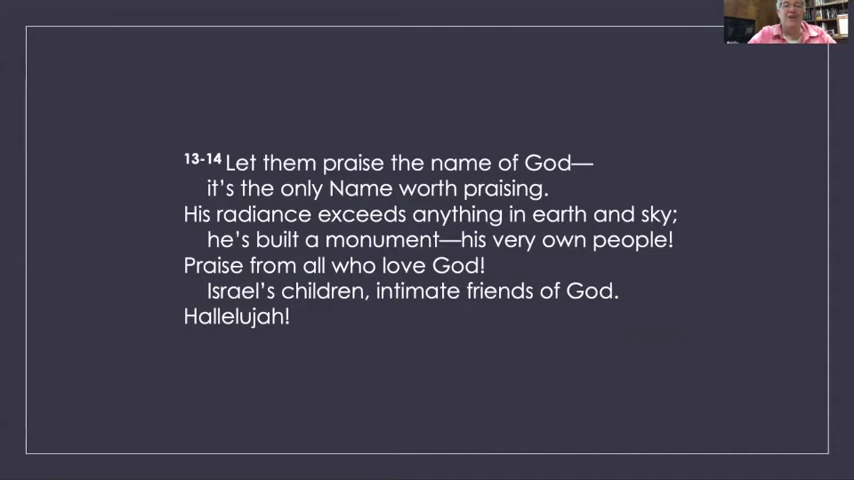 13-14 Let them praise the name of God—
it's the only Name worth praising.
His radiance exceeds anything in earth and sky;
he's built a monument—his very own people!
Praise from all who love God!
Israel's children, intimate friends of God.
Hallelujah!